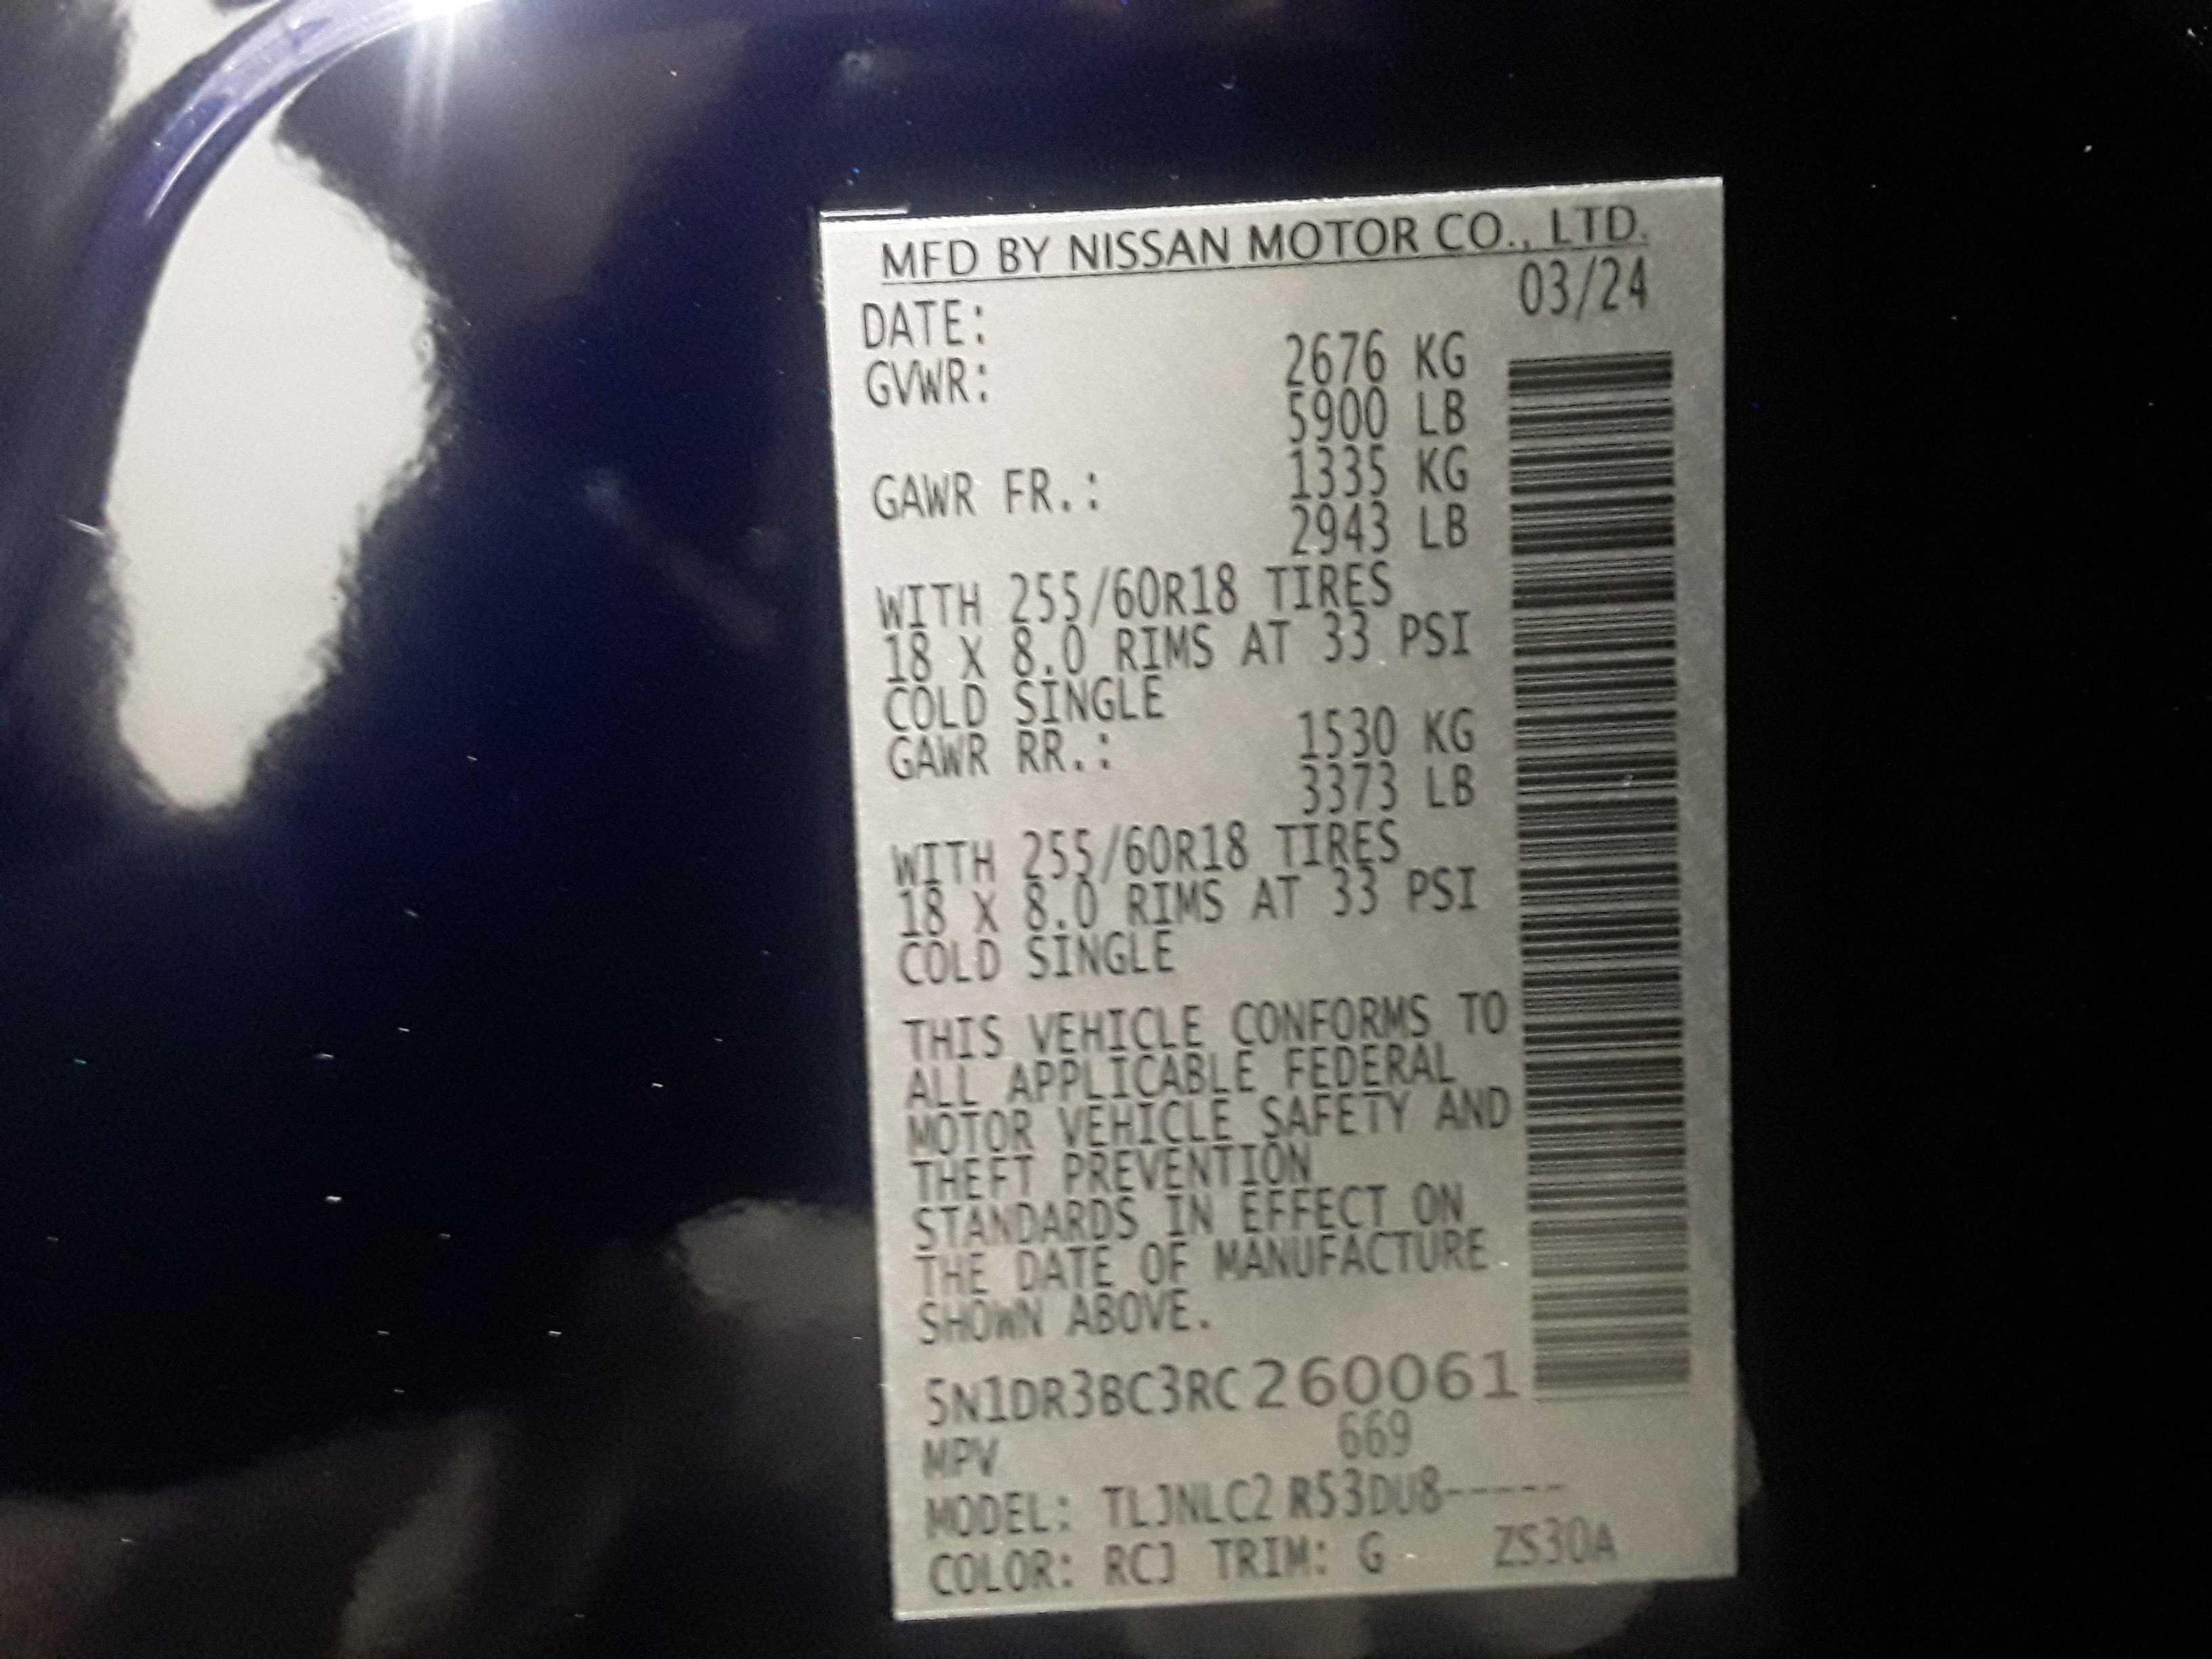 MFD BY NISSAN MOTOR CO., LTD.
DATE: 03/24
GVWR: 2676 KG
5900 LB
GAWR FR.: 1335 KG
2943 LB
WITH 255/60R18 TIRES
18 X 8.0 RIMS AT 33 PSI
COLD SINGLE
GAWR RR.: 1530 KG
3373 LB
WITH 255/60R18 TIRES
18 X 8.0 RIMS AT 33 PSI
COLD SINGLE
THIS VEHICLE CONFORMS TO
ALL APPLICABLE FEDERAL
MOTOR VEHICLE SAFETY AND
THEFT PREVENTION
STANDARDS IN EFFECT ON
THE DATE OF MANUFACTURE
SHOWN ABOVE.
5N1DR3BC3RC260061
MPV 669
MODEL: TLJNLC2 R53DU8-----
COLOR: RCJ TRIM: G ZS30A